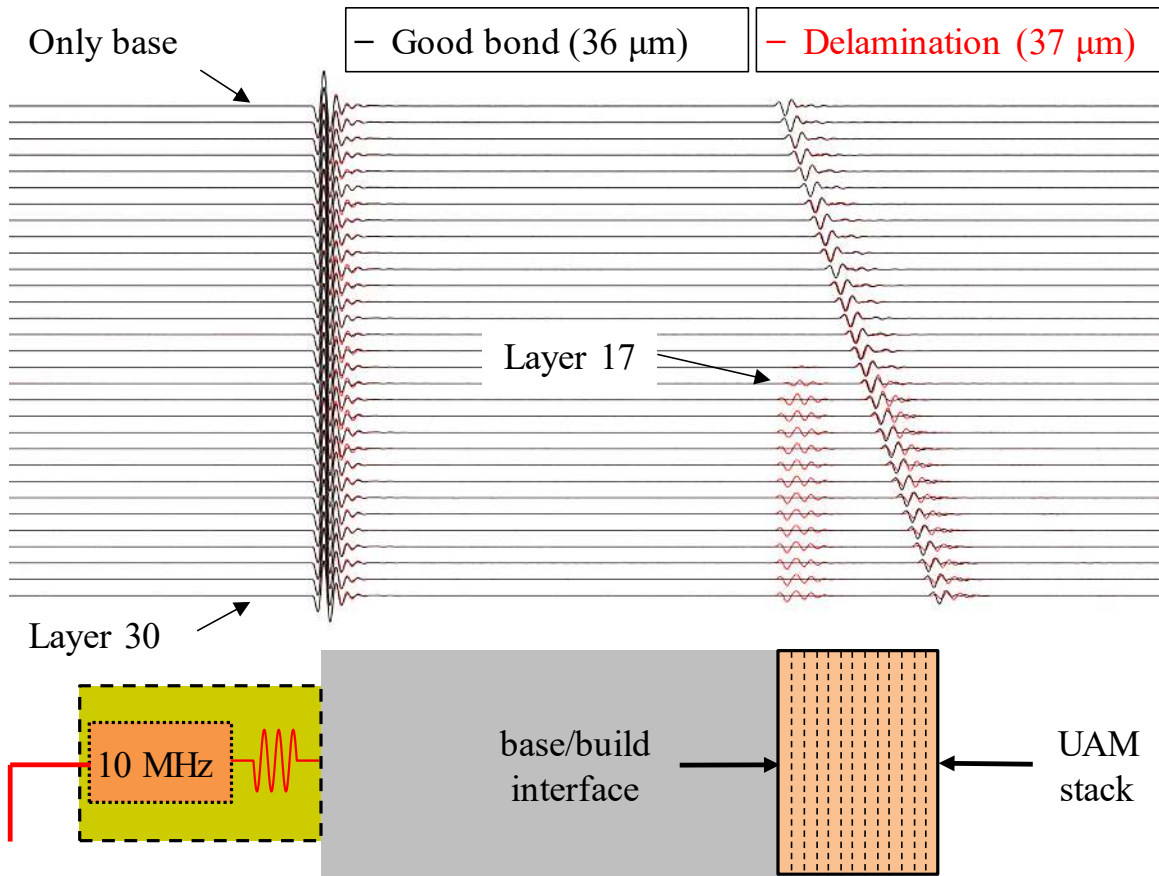 Only base
– Good bond (36 μm)
– Delamination (37 μm)
Layer 17
Layer 30
10 MHz
base/build
interface
UAM
stack